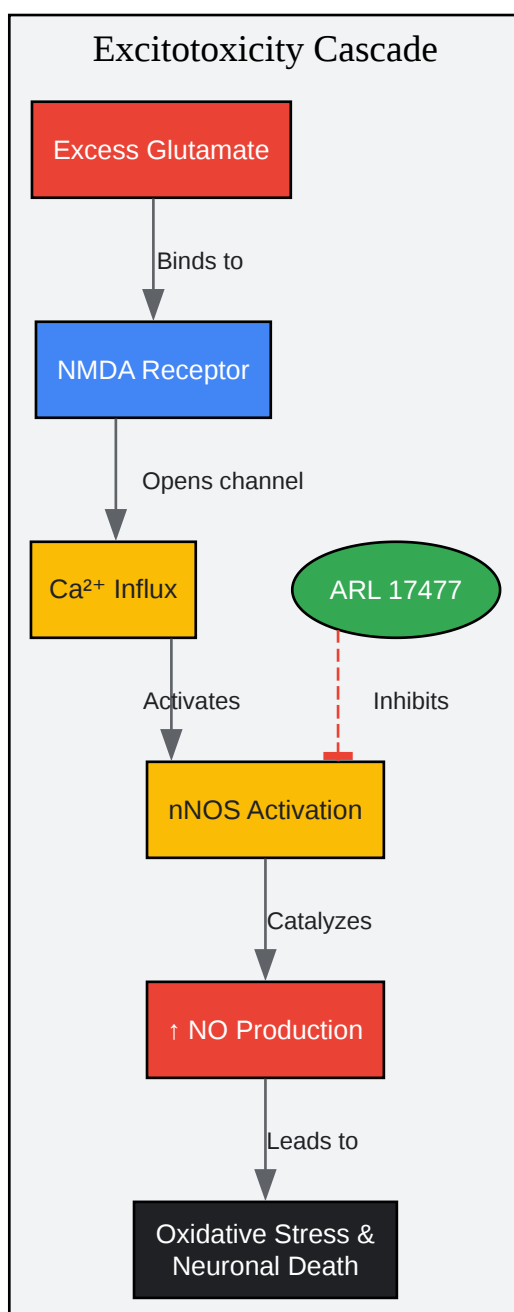 Excitotoxicity Cascade
Excess Glutamate
Binds to
NMDA Receptor
Opens channel
Ca²⁺ Influx
ARL 17477
Activates
Inhibits
nNOS Activation
Catalyzes
↑ NO Production
Leads to
Oxidative Stress &
Neuronal Death